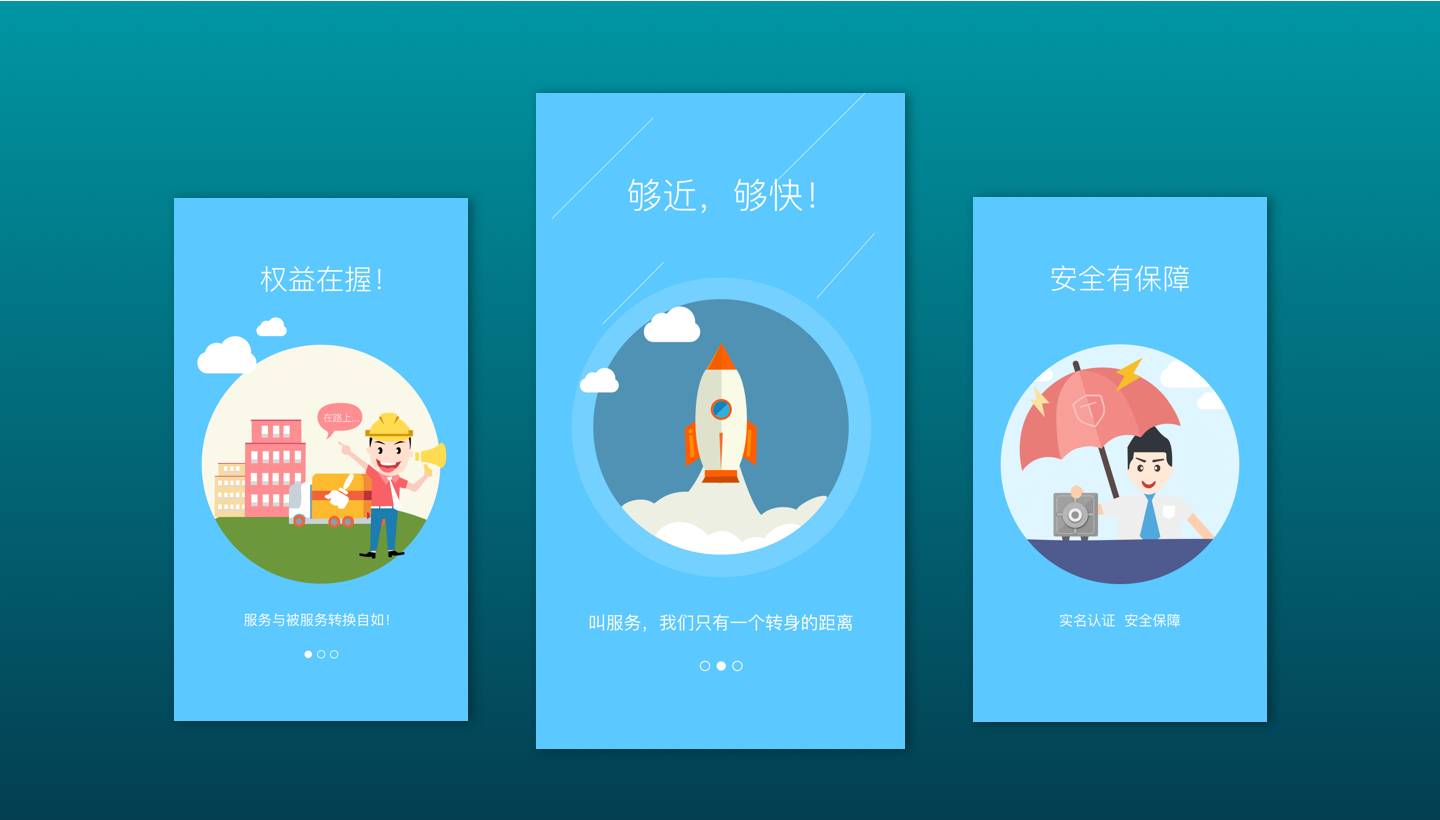 权益在握！
在路上...
服务与被服务转换自如！
够近，够快！
叫服务，我们只有一个转身的距离
安全有保障
实名认证 安全保障